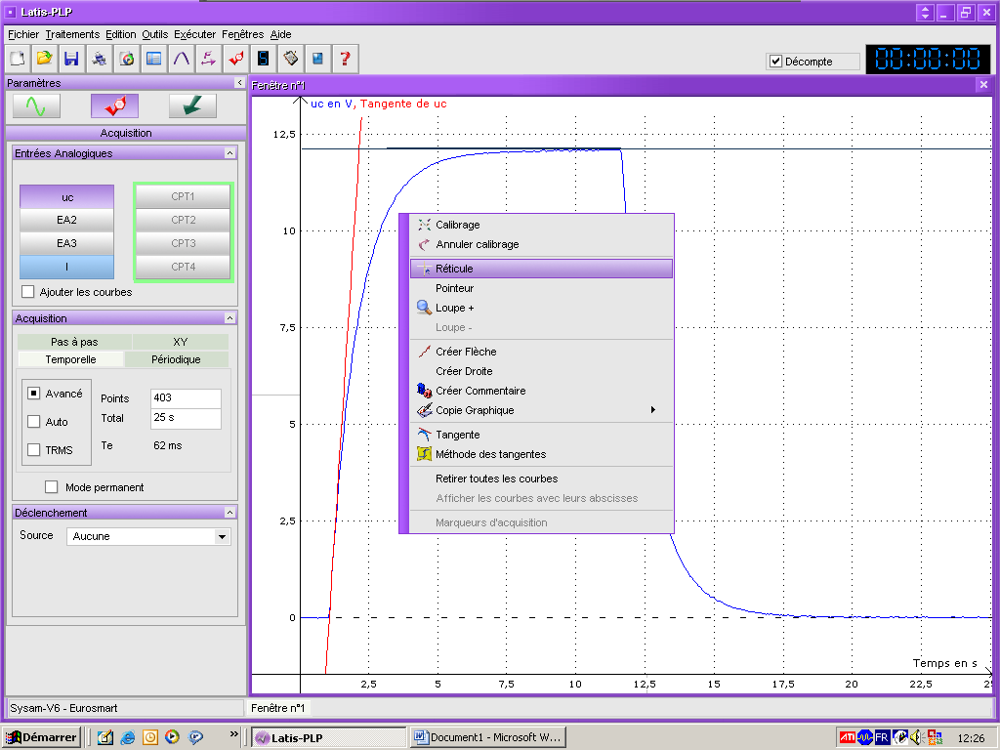 Latis-PLP
Fichier Traitements Edition Outils Exécuter Fenêtres Aide
Décompte
00:00:00
Paramètres
Acquisition
Entrées Analogiques
uc CPT1
EA2 CPT2
EA3 CPT3
I CPT4
Ajouter les courbes
Acquisition
Pas à pas XY
Temporelle Périodique
Avancé
Auto
TRMS
Points 403
Total 25 s
Te 62 ms
Mode permanent
Déclenchement
Source Aucune
Fenêtre n°1
uc en V, Tangente de uc
12,5
10
7,5
5
2,5
0
Calibrage
Annuler calibrage
Réticule
Pointeur
Loupe +
Loupe -
Créer Flèche
Créer Droite
Créer Commentaire
Copie Graphique
Tangente
Méthode des tangentes
Retirer toutes les courbes
Afficher les courbes avec leurs abscisses
Marqueurs d'acquisition
Temps en s
2,5 5 7,5 10 12,5 15 17,5 20 22,5 25
Sysam-V6 - Eurosmart
Fenêtre n°1
Démarrer
Latis-PLP
Document1 - Microsoft W...
ATI
FR
12:26